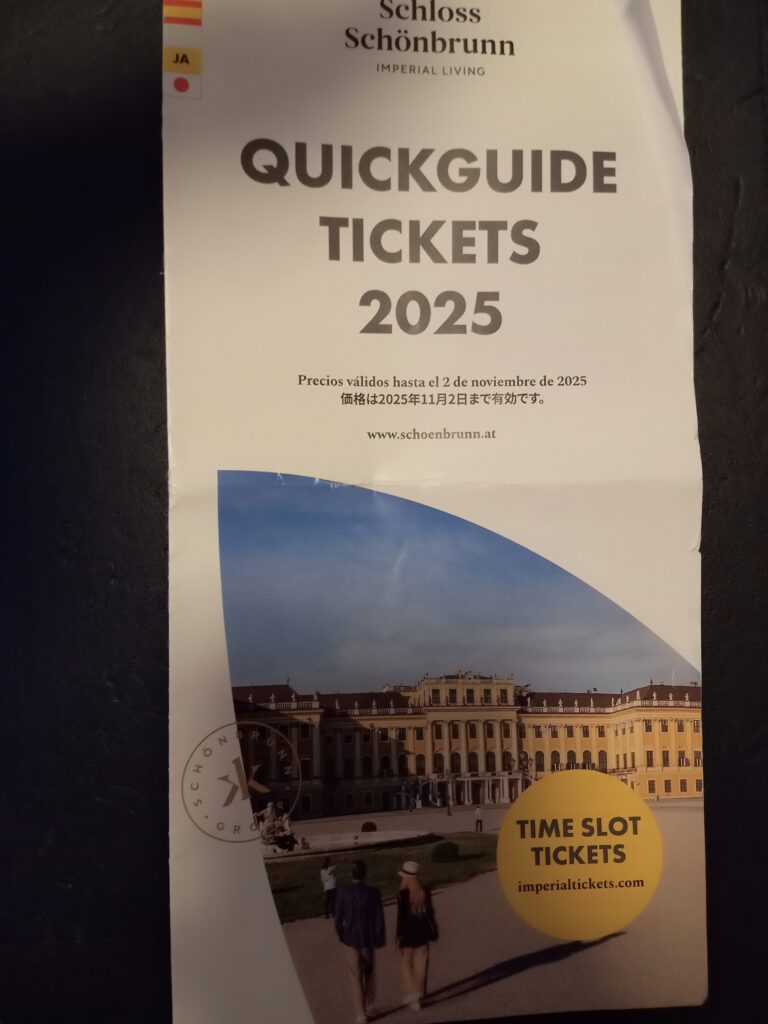 JA
Schloss
Schönbrunn
IMPERIAL LIVING
QUICKGUIDE
TICKETS
2025
Precios válidos hasta el 2 de noviembre de 2025
価格は2025年11月2日まで有効です。
www.schoenbrunn.at
SCHÖNBRUNN
TIME SLOT
TICKETS
imperialtickets.com